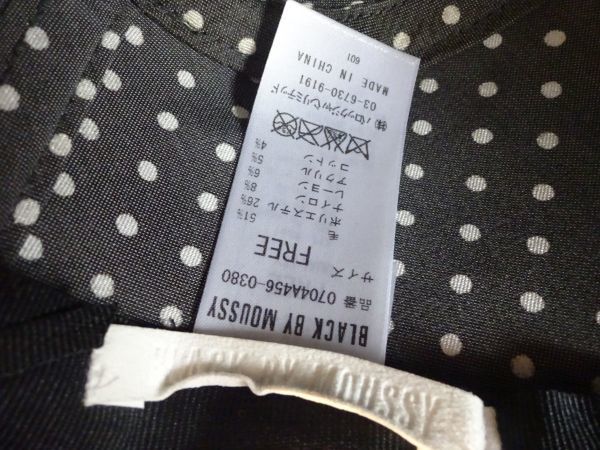 BLACK BY MOUSSY
品番 0704A456-0380
サイズ
FREE
毛 51%
ポリエステル 26%
ナイロン 8%
レーヨン 6%
アクリル 5%
コットン 4%
㈱バロックジャパンリミテッド
03-6730-9191
MADE IN CHINA
601
BLACK BY MOUSSY